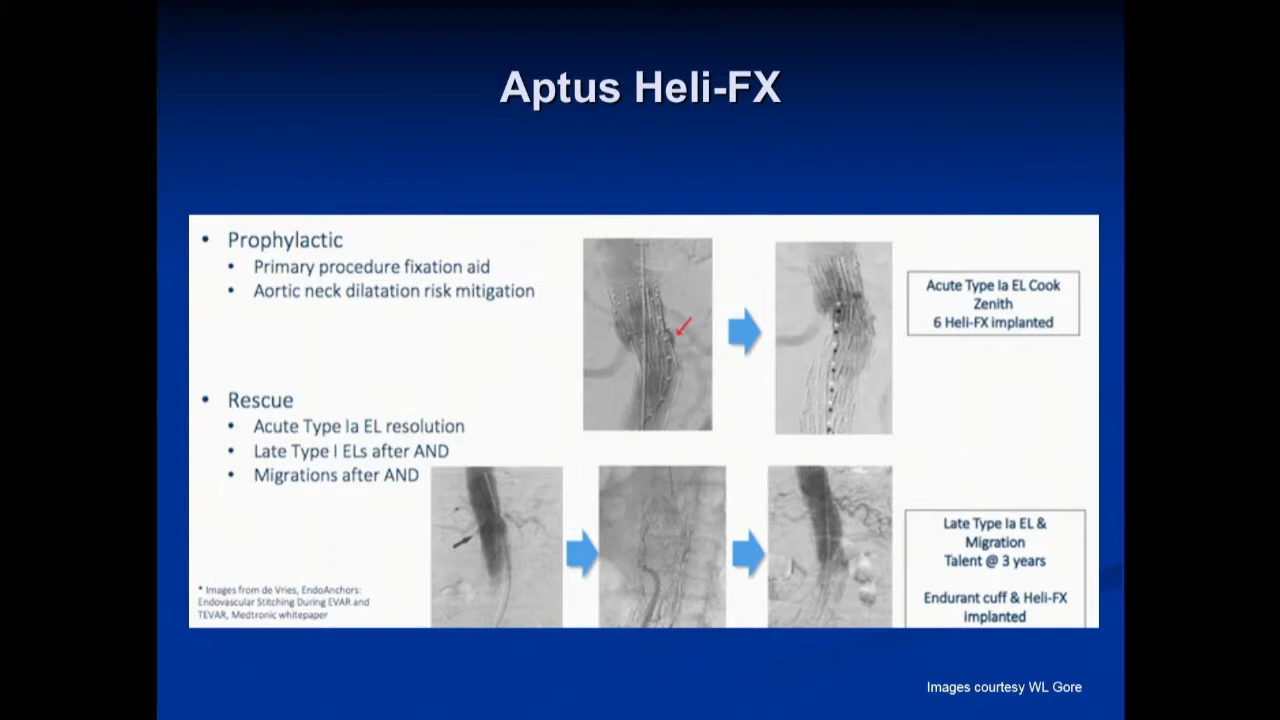 Aptus Heli-FX
• Prophylactic
• Primary procedure fixation aid
• Aortic neck dilatation risk mitigation
Acute Type Ia EL Cook
Zenith
6 Heli-FX implanted
• Rescue
• Acute Type Ia EL resolution
• Late Type I ELs after AND
• Migrations after AND
Late Type Ia EL &
Migration
Talent @ 3 years
Endurant cuff & Heli-FX
implanted
* Images from de Vries, EndoAnchors:
Endovascular Stitching During EVAR and
TEVAR, Medtronic whitepaper
Images courtesy WL Gore